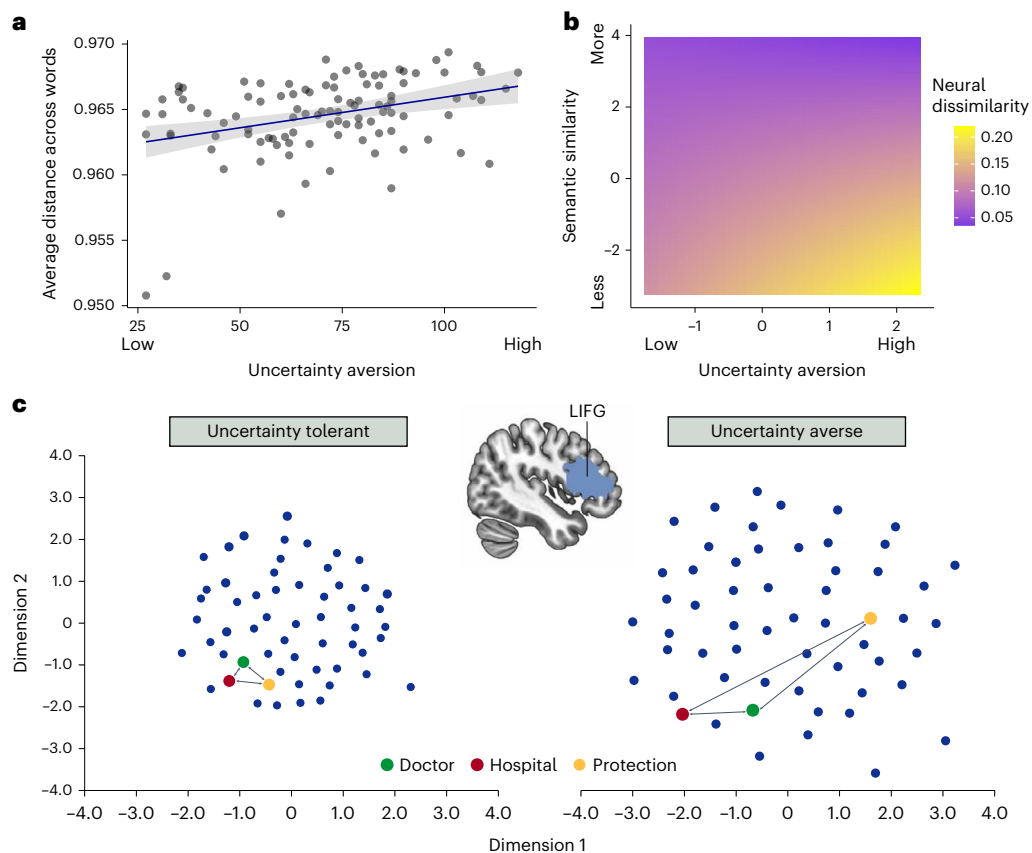 a
0.970
0.965
0.960
0.955
0.950
Average distance across words
25
50
75
100
Low
High
Uncertainty aversion
b
4
2
0
–2
More
Semantic similarity
Less
–1
0
1
2
Low
High
Uncertainty aversion
Neural
dissimilarity
0.20
0.15
0.10
0.05
c
Uncertainty tolerant
LIFG
Uncertainty averse
4.0
3.0
2.0
1.0
0
–1.0
–2.0
–3.0
–4.0
Dimension 2
Doctor
Hospital
Protection
–4.0 –3.0 –2.0 –1.0 0 1.0 2.0 3.0 4.0
–4.0 –3.0 –2.0 –1.0 0 1.0 2.0 3.0 4.0
Dimension 1